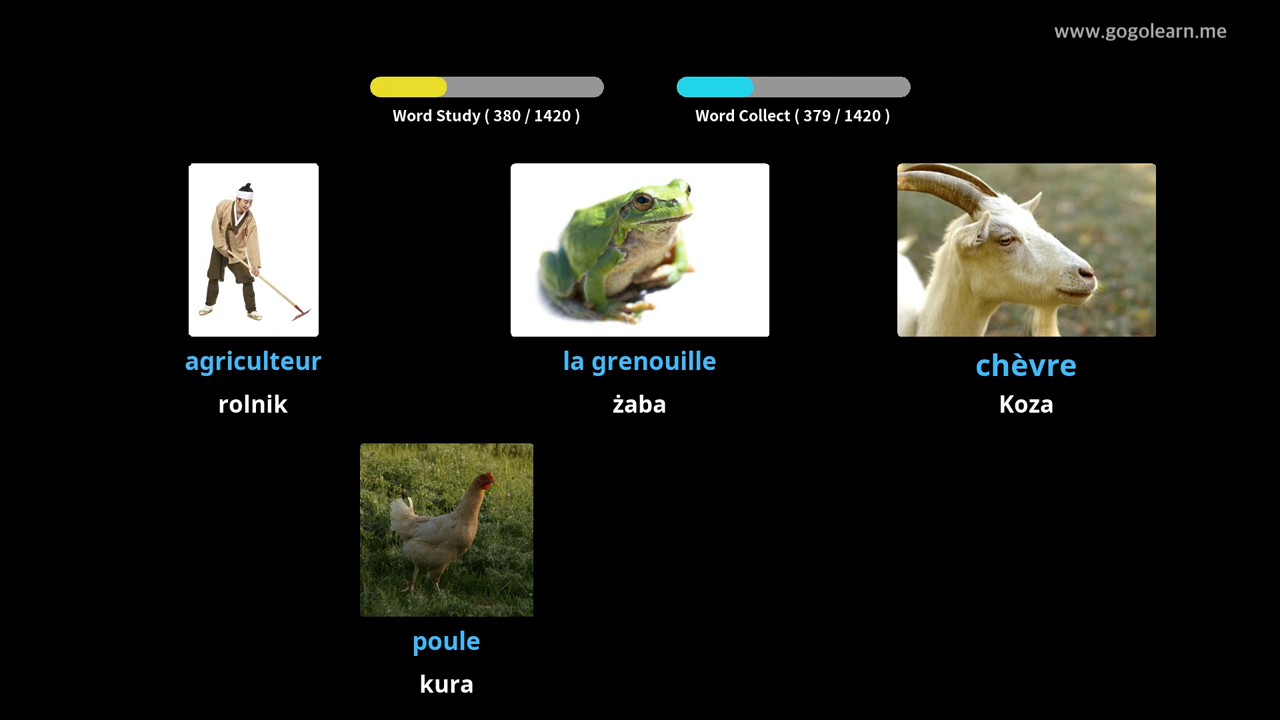 www.gogolearn.me
Word Study ( 380 / 1420 )
Word Collect ( 379 / 1420 )
agriculteur
rolnik
la grenouille
żaba
chèvre
Koza
poule
kura